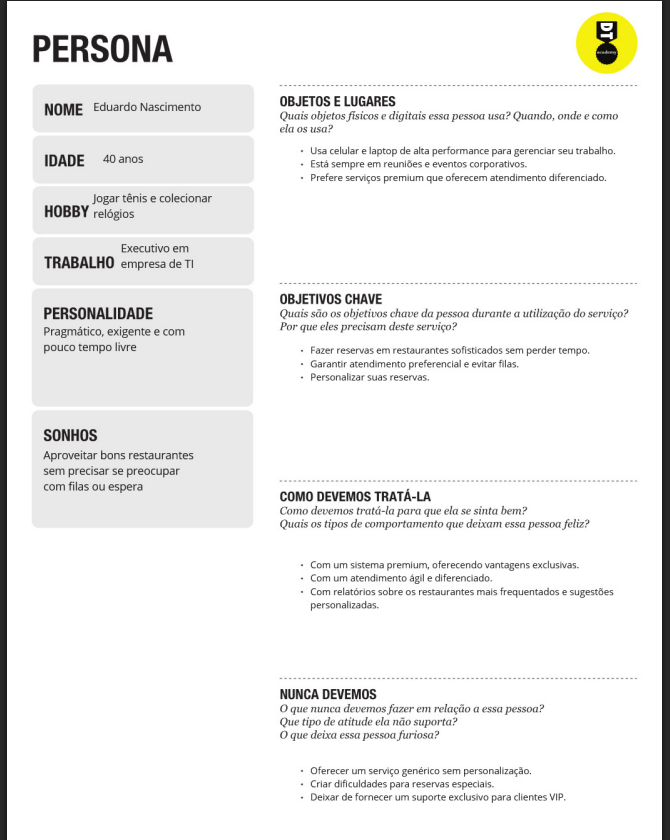 PERSONA
DT
academy
NOME Eduardo Nascimento
IDADE 40 anos
HOBBY Jogar tênis e colecionar
relógios
TRABALHO Executivo em
empresa de TI
PERSONALIDADE
Pragmático, exigente e com
pouco tempo livre
SONHOS
Aproveitar bons restaurantes
sem precisar se preocupar
com filas ou espera
OBJETOS E LUGARES
Quais objetos físicos e digitais essa pessoa usa? Quando, onde e como
ela os usa?
• Usa celular e laptop de alta performance para gerenciar seu trabalho.
• Está sempre em reuniões e eventos corporativos.
• Prefere serviços premium que oferecem atendimento diferenciado.
OBJETIVOS CHAVE
Quais são os objetivos chave da pessoa durante a utilização do serviço?
Por que eles precisam deste serviço?
• Fazer reservas em restaurantes sofisticados sem perder tempo.
• Garantir atendimento preferencial e evitar filas.
• Personalizar suas reservas.
COMO DEVEMOS TRATÁ-LA
Como devemos tratá-la para que ela se sinta bem?
Quais os tipos de comportamento que deixam essa pessoa feliz?
• Com um sistema premium, oferecendo vantagens exclusivas.
• Com um atendimento ágil e diferenciado.
• Com relatórios sobre os restaurantes mais frequentados e sugestões
personalizadas.
NUNCA DEVEMOS
O que nunca devemos fazer em relação a essa pessoa?
Que tipo de atitude ela não suporta?
O que deixa essa pessoa furiosa?
• Oferecer um serviço genérico sem personalização.
• Criar dificuldades para reservas especiais.
• Deixar de fornecer um suporte exclusivo para clientes VIP.